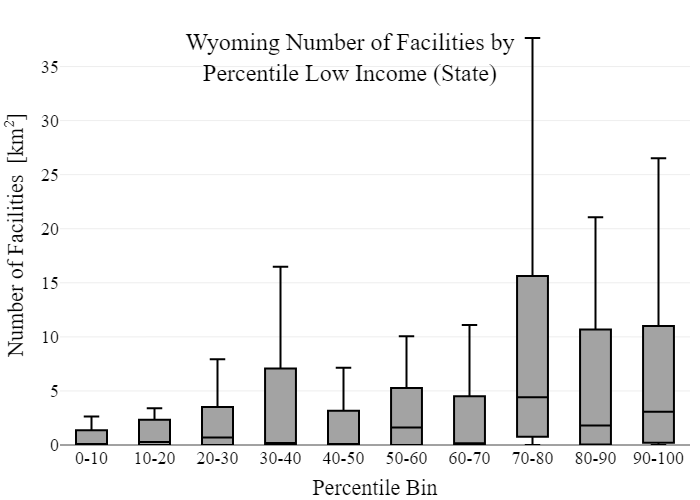 Wyoming Number of Facilities by
Percentile Low Income (State)
Number of Facilities [km²]
35
30
25
20
15
10
5
0
0-10 10-20 20-30 30-40 40-50 50-60 60-70 70-80 80-90 90-100
Percentile Bin